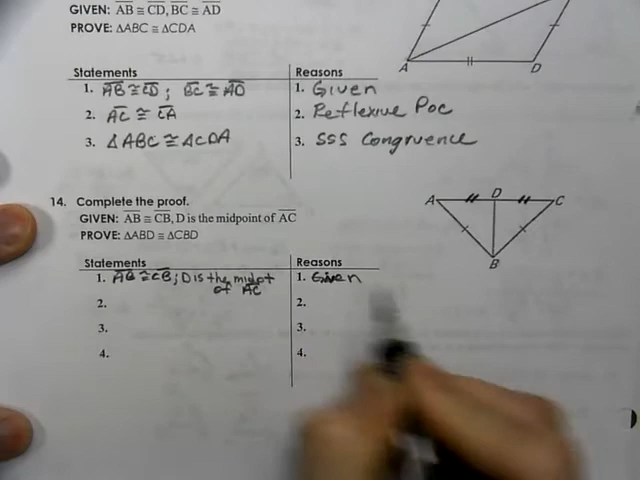 GIVEN: AB ≅ CD, BC ≅ AD
PROVE: ΔABC ≅ ΔCDA
A
D
Statements Reasons
1. AB ≅ CD ; BC ≅ AD 1. Given
2. AC ≅ CA 2. Reflexive PoC
3. Δ ABC ≅ ΔCDA 3. SSS Congruence
14. Complete the proof.
GIVEN: AB ≅ CB, D is the midpoint of AC
PROVE: ΔABD ≅ ΔCBD
A D C
B
Statements Reasons
1. AB ≅ CB; D is the midpt 1. Given
of AC
2. 2.
3. 3.
4. 4.